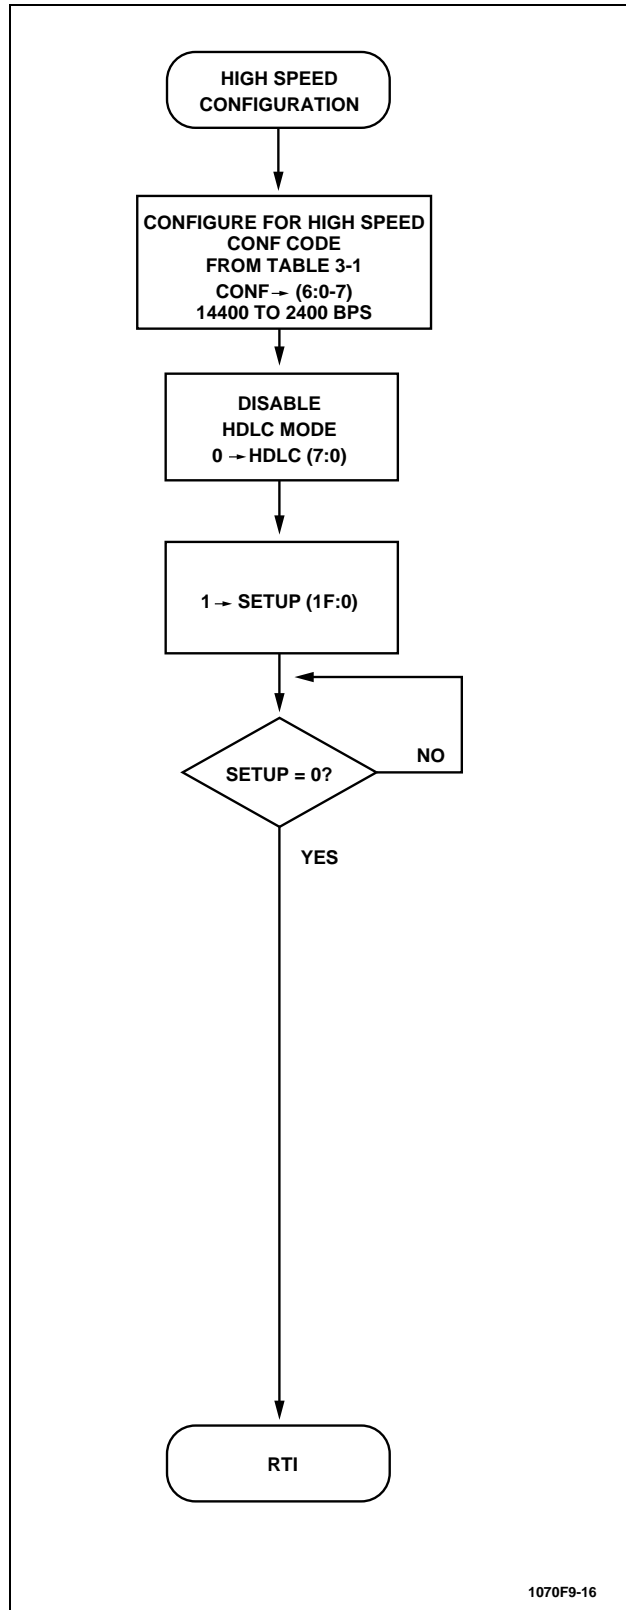 HIGH SPEED
CONFIGURATION
CONFIGURE FOR HIGH SPEED
CONF CODE
FROM TABLE 3-1
CONF → (6:0-7)
14400 TO 2400 BPS
DISABLE
HDLC MODE
0 → HDLC (7:0)
1 → SETUP (1F:0)
SETUP = 0?
NO
YES
RTI
1070F9-16